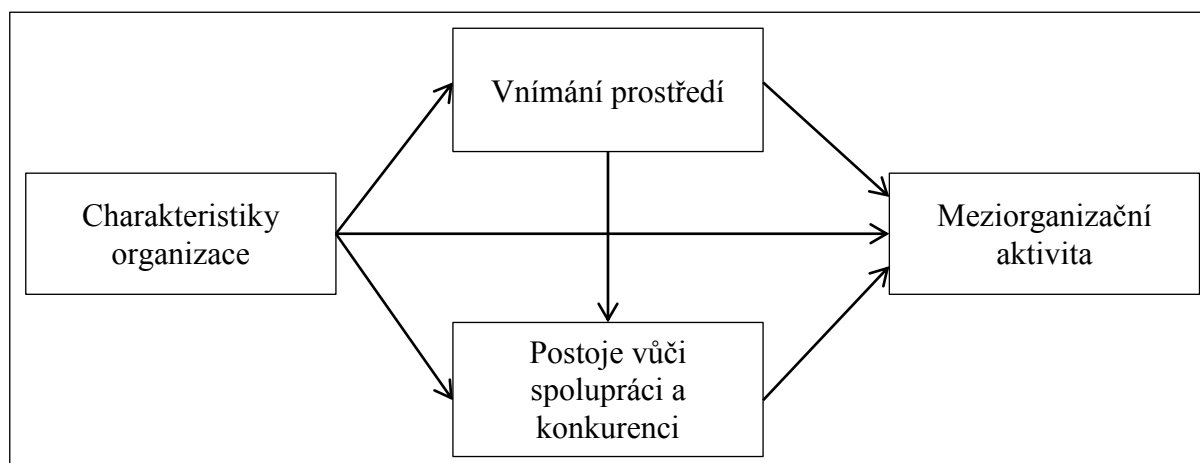 Vnímání prostředí
Charakteristiky
organizace
Meziorganizační
aktivita
Postoje vůči
spolupráci a
konkurenci